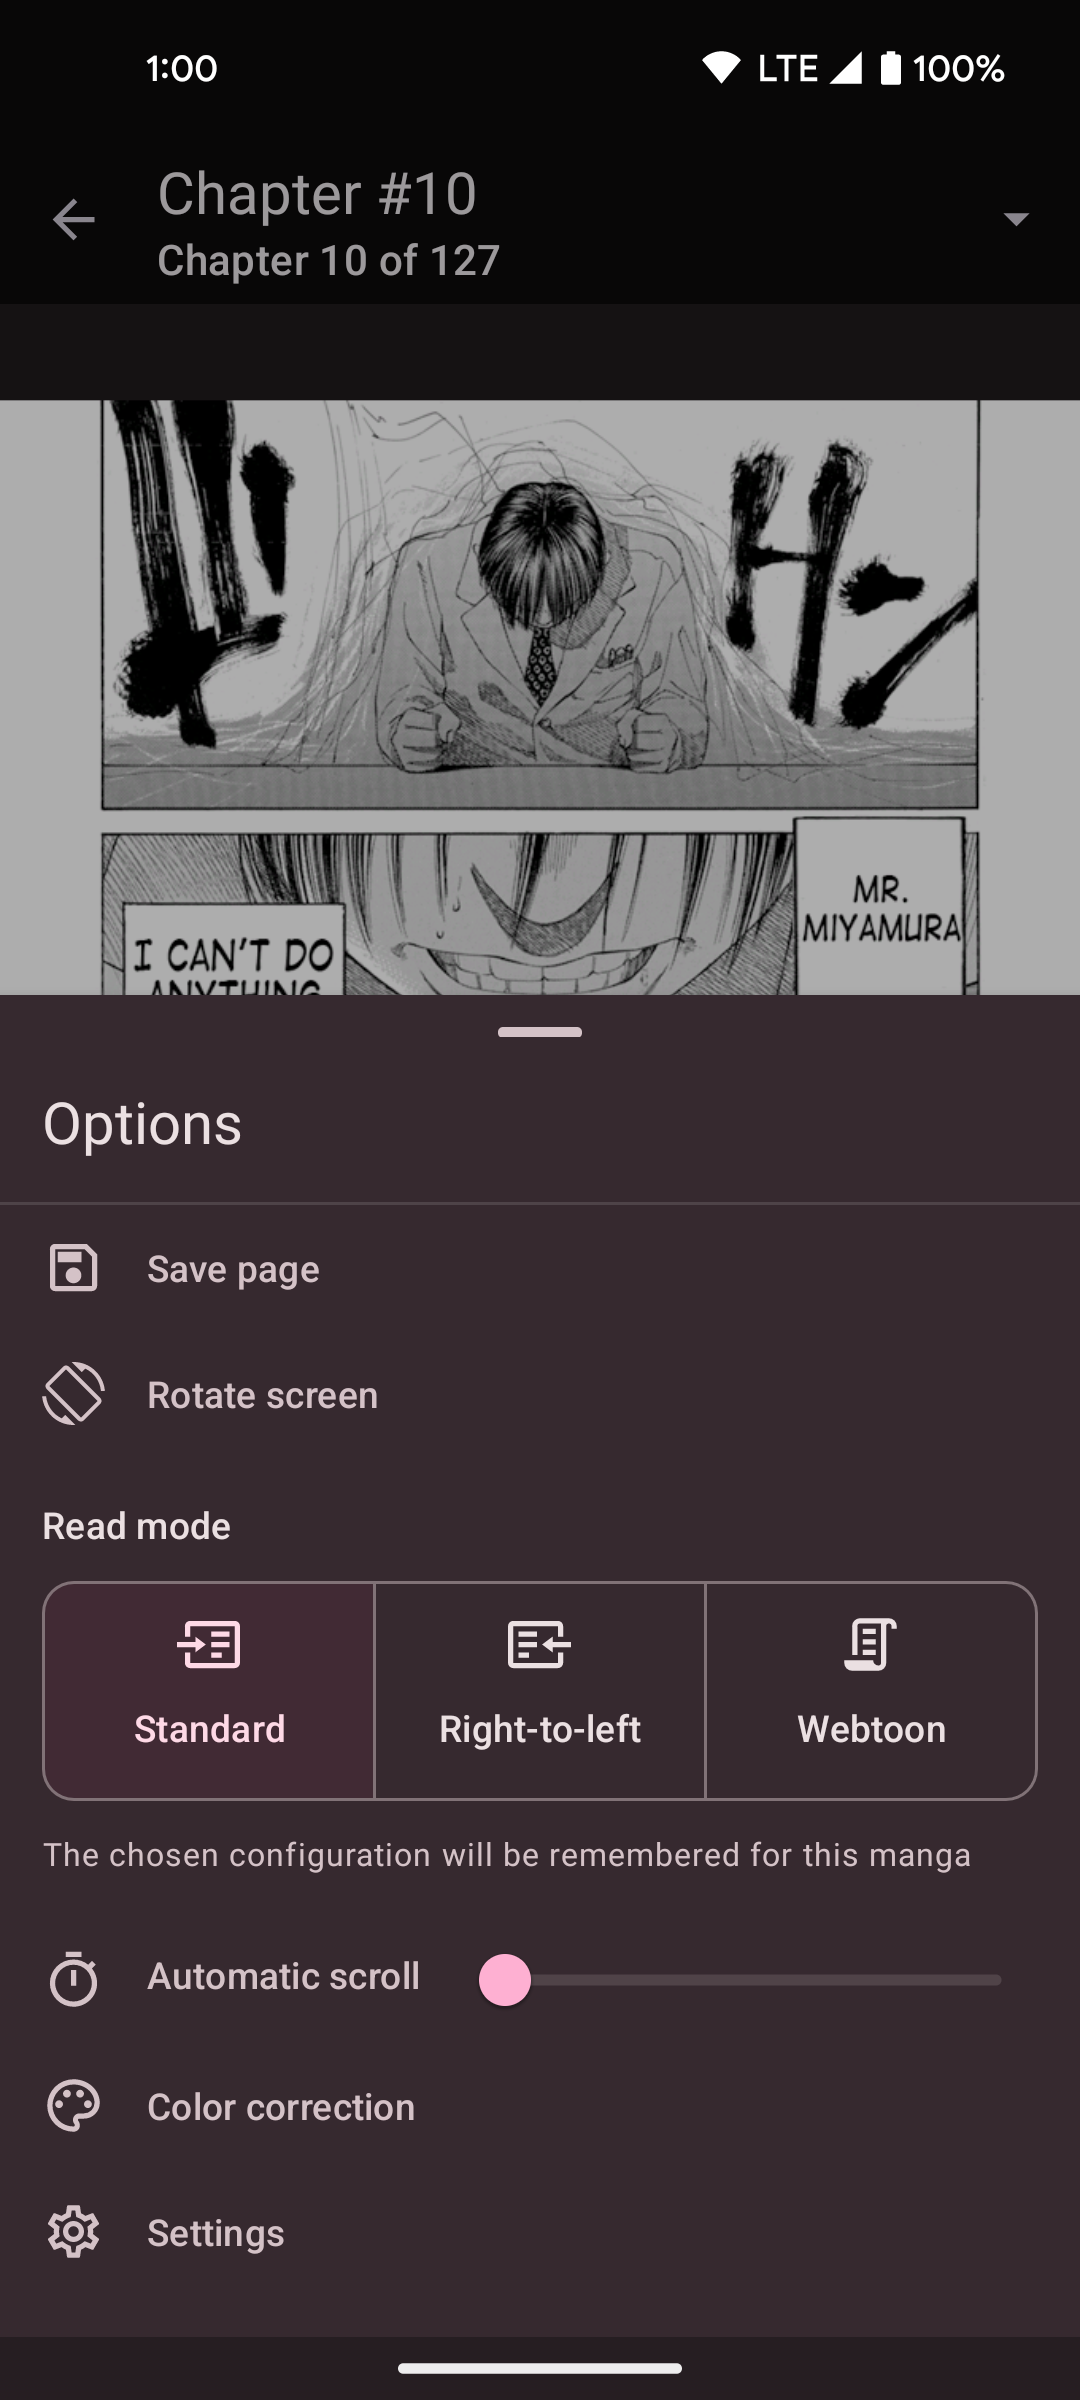 1:00
LTE
100%
Chapter #10
Chapter 10 of 127
MR.
MIYAMURA
I CAN'T DO
ANYTHING
Options
Save page
Rotate screen
Read mode
Standard
Right-to-left
Webtoon
The chosen configuration will be remembered for this manga
Automatic scroll
Color correction
Settings